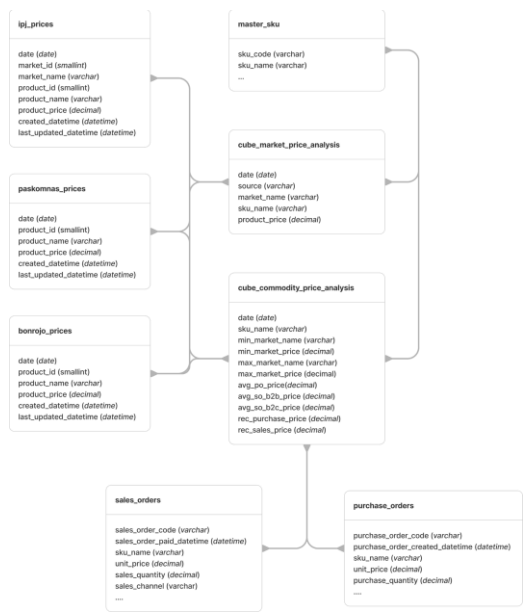 ipj_prices
date (date)
market_id (smallint)
market_name (varchar)
product_id (smallint)
product_name (varchar)
product_price (decimal)
created_datetime (datetime)
last_updated_datetime (datetime)
master_sku
sku_code (varchar)
sku_name (varchar)
...
cube_market_price_analysis
date (date)
source (varchar)
market_name (varchar)
sku_name (varchar)
product_price (decimal)
paskomnas_prices
date (date)
product_id (smallint)
product_name (varchar)
product_price (decimal)
created_datetime (datetime)
last_updated_datetime (datetime)
cube_commodity_price_analysis
date (date)
sku_name (varchar)
min_market_name (varchar)
min_market_price (decimal)
max_market_name (varchar)
max_market_price (decimal)
avg_po_price(decimal)
avg_so_b2b_price (decimal)
avg_so_b2c_price (decimal)
rec_purchase_price (decimal)
rec_sales_price (decimal)
bonrojo_prices
date (date)
product_id (smallint)
product_name (varchar)
product_price (decimal)
created_datetime (datetime)
last_updated_datetime (datetime)
sales_orders
sales_order_code (varchar)
sales_order_paid_datetime (datetime)
sku_name (varchar)
unit_price (decimal)
sales_quantity (decimal)
sales_channel (varchar)
....
purchase_orders
purchase_order_code (varchar)
purchase_order_created_datetime (datetime)
sku_name (varchar)
unit_price (decimal)
purchase_quantity (decimal)
....